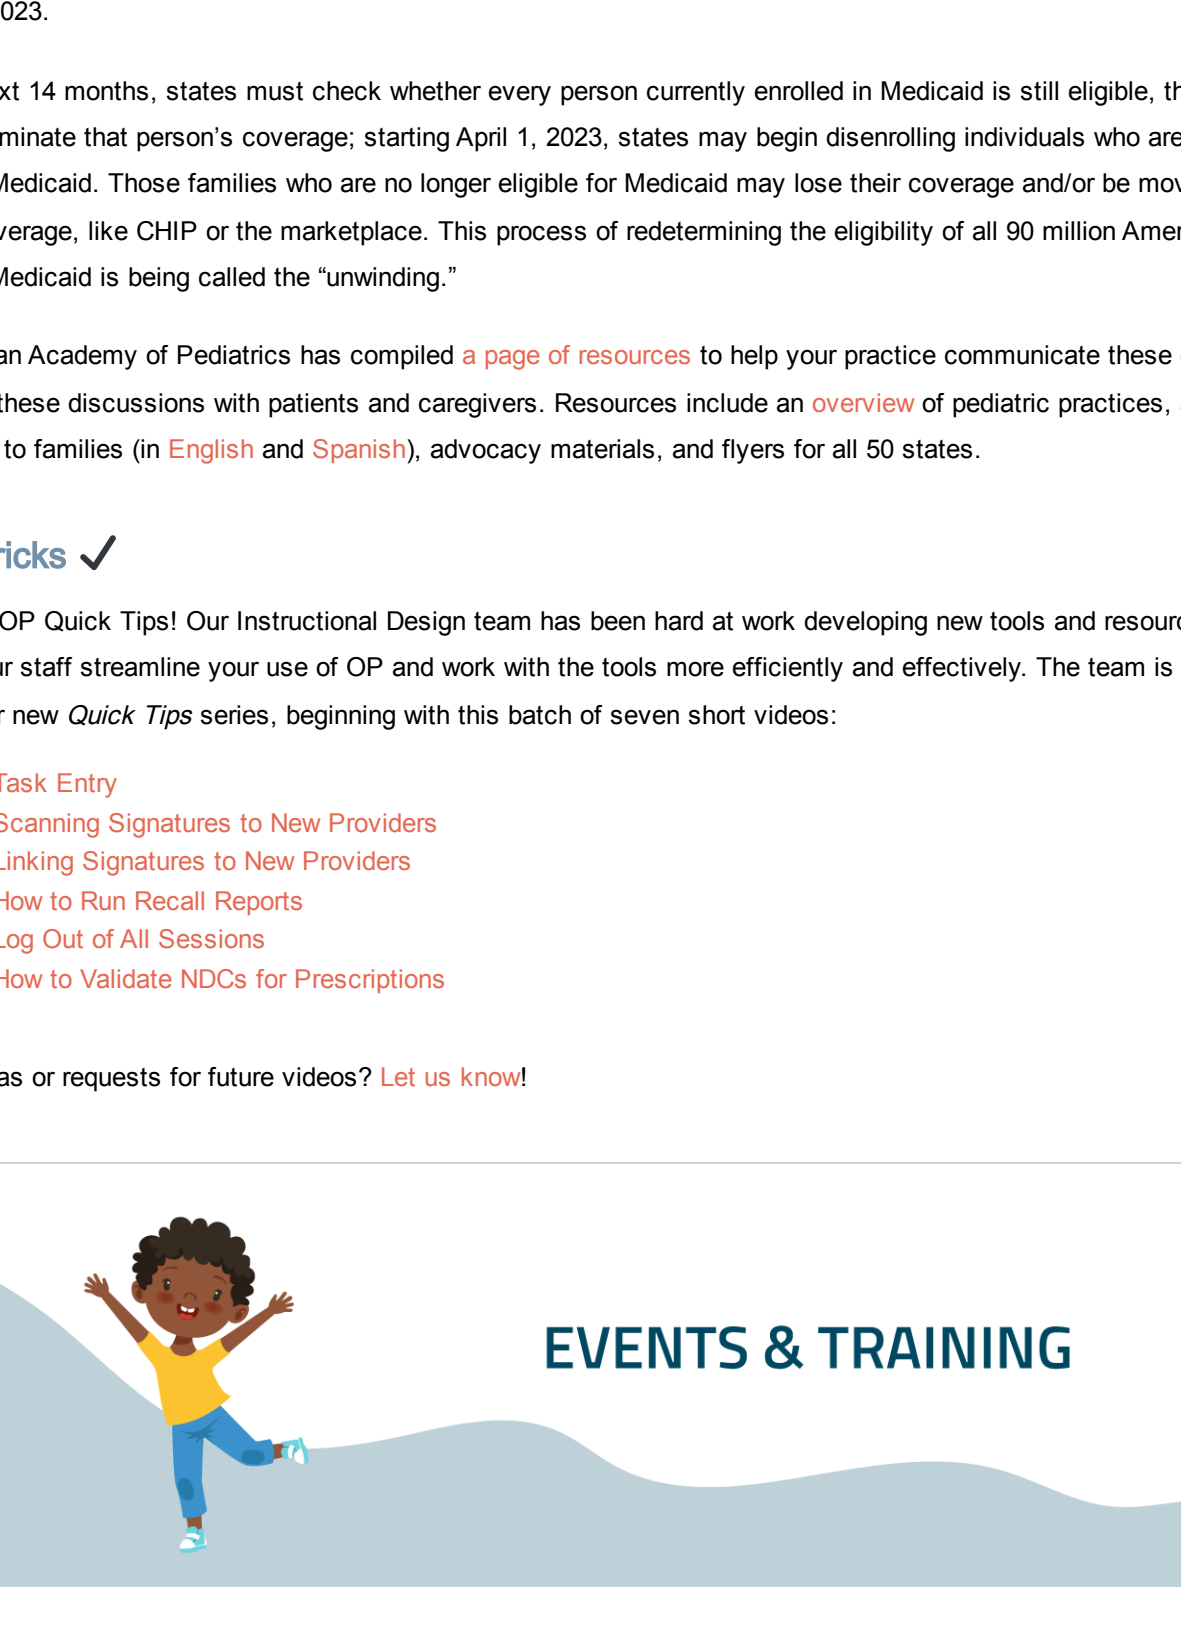 023.
xt 14 months, states must check whether every person currently enrolled in Medicaid is still eligible, th
minate that person’s coverage; starting April 1, 2023, states may begin disenrolling individuals who are
Medicaid. Those families who are no longer eligible for Medicaid may lose their coverage and/or be mov
verage, like CHIP or the marketplace. This process of redetermining the eligibility of all 90 million Amer
Medicaid is being called the “unwinding.”
an Academy of Pediatrics has compiled a page of resources to help your practice communicate these
these discussions with patients and caregivers. Resources include an overview of pediatric practices,
to families (in English and Spanish), advocacy materials, and flyers for all 50 states.
ricks
OP Quick Tips! Our Instructional Design team has been hard at work developing new tools and resourc
ur staff streamline your use of OP and work with the tools more efficiently and effectively. The team is
r new Quick Tips series, beginning with this batch of seven short videos:
Task Entry
Scanning Signatures to New Providers
Linking Signatures to New Providers
How to Run Recall Reports
Log Out of All Sessions
How to Validate NDCs for Prescriptions
as or requests for future videos? Let us know!
EVENTS & TRAINING